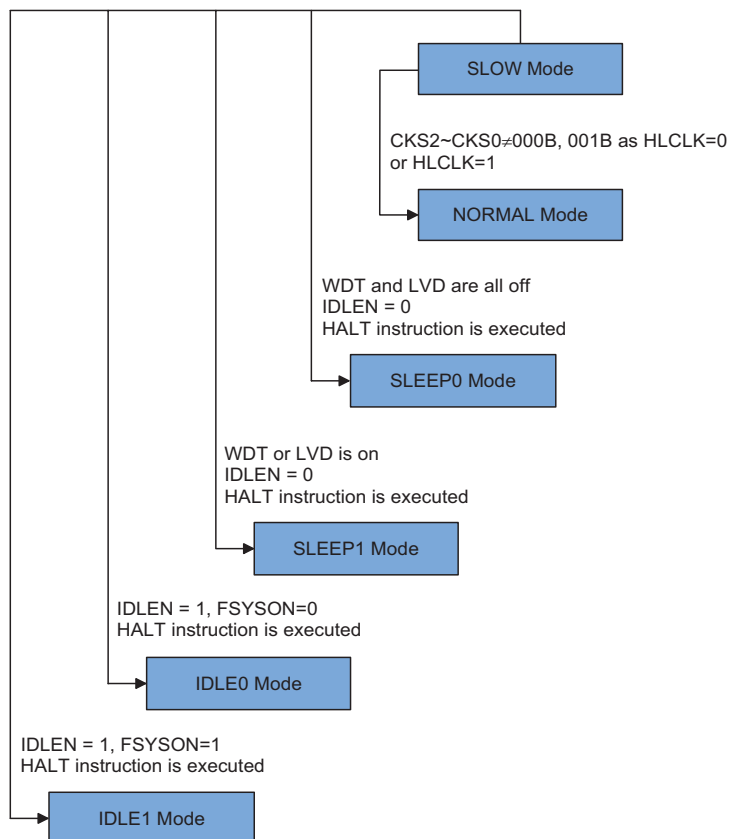 SLOW Mode
CKS2~CKS0≠000B, 001B as HLCLK=0
or HLCLK=1
NORMAL Mode
WDT and LVD are all off
IDLEN = 0
HALT instruction is executed
SLEEP0 Mode
WDT or LVD is on
IDLEN = 0
HALT instruction is executed
SLEEP1 Mode
IDLEN = 1, FSYSON=0
HALT instruction is executed
IDLE0 Mode
IDLEN = 1, FSYSON=1
HALT instruction is executed
IDLE1 Mode